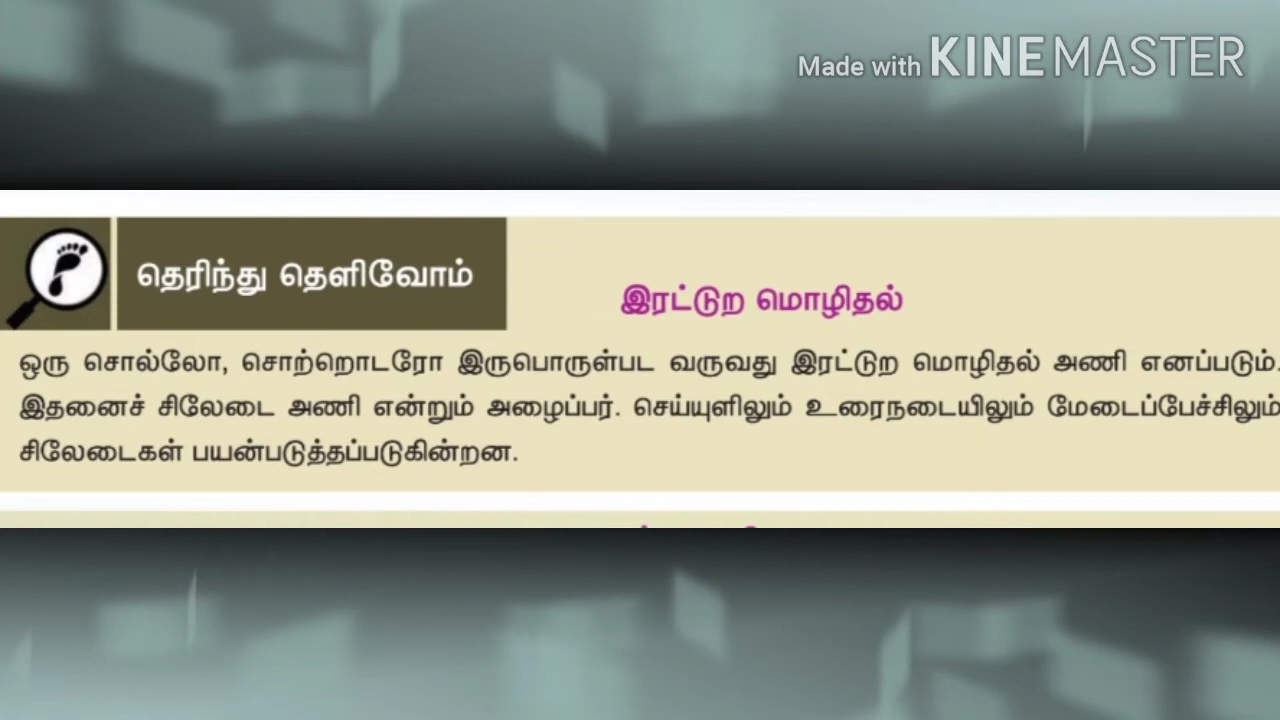 Made with KINEMASTER
தெரிந்து தெளிவோம்
இரட்டுற மொழிதல்
ஒரு சொல்லோ, சொற்றொடரோ இருபொருள்பட வருவது இரட்டுற மொழிதல் அணி எனப்படும்.
இதனைச் சிலேடை அணி என்றும் அழைப்பர். செய்யுளிலும் உரைநடையிலும் மேடைப்பேச்சிலும்
சிலேடைகள் பயன்படுத்தப்படுகின்றன.